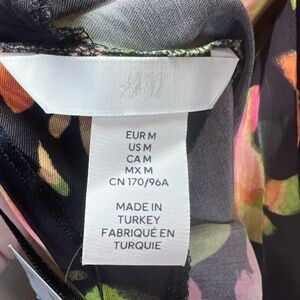 H&M
EUR M
US M
CA M
MX M
CN 170/96A
MADE IN
TURKEY
FABRIQUÉ EN
TURQUIE